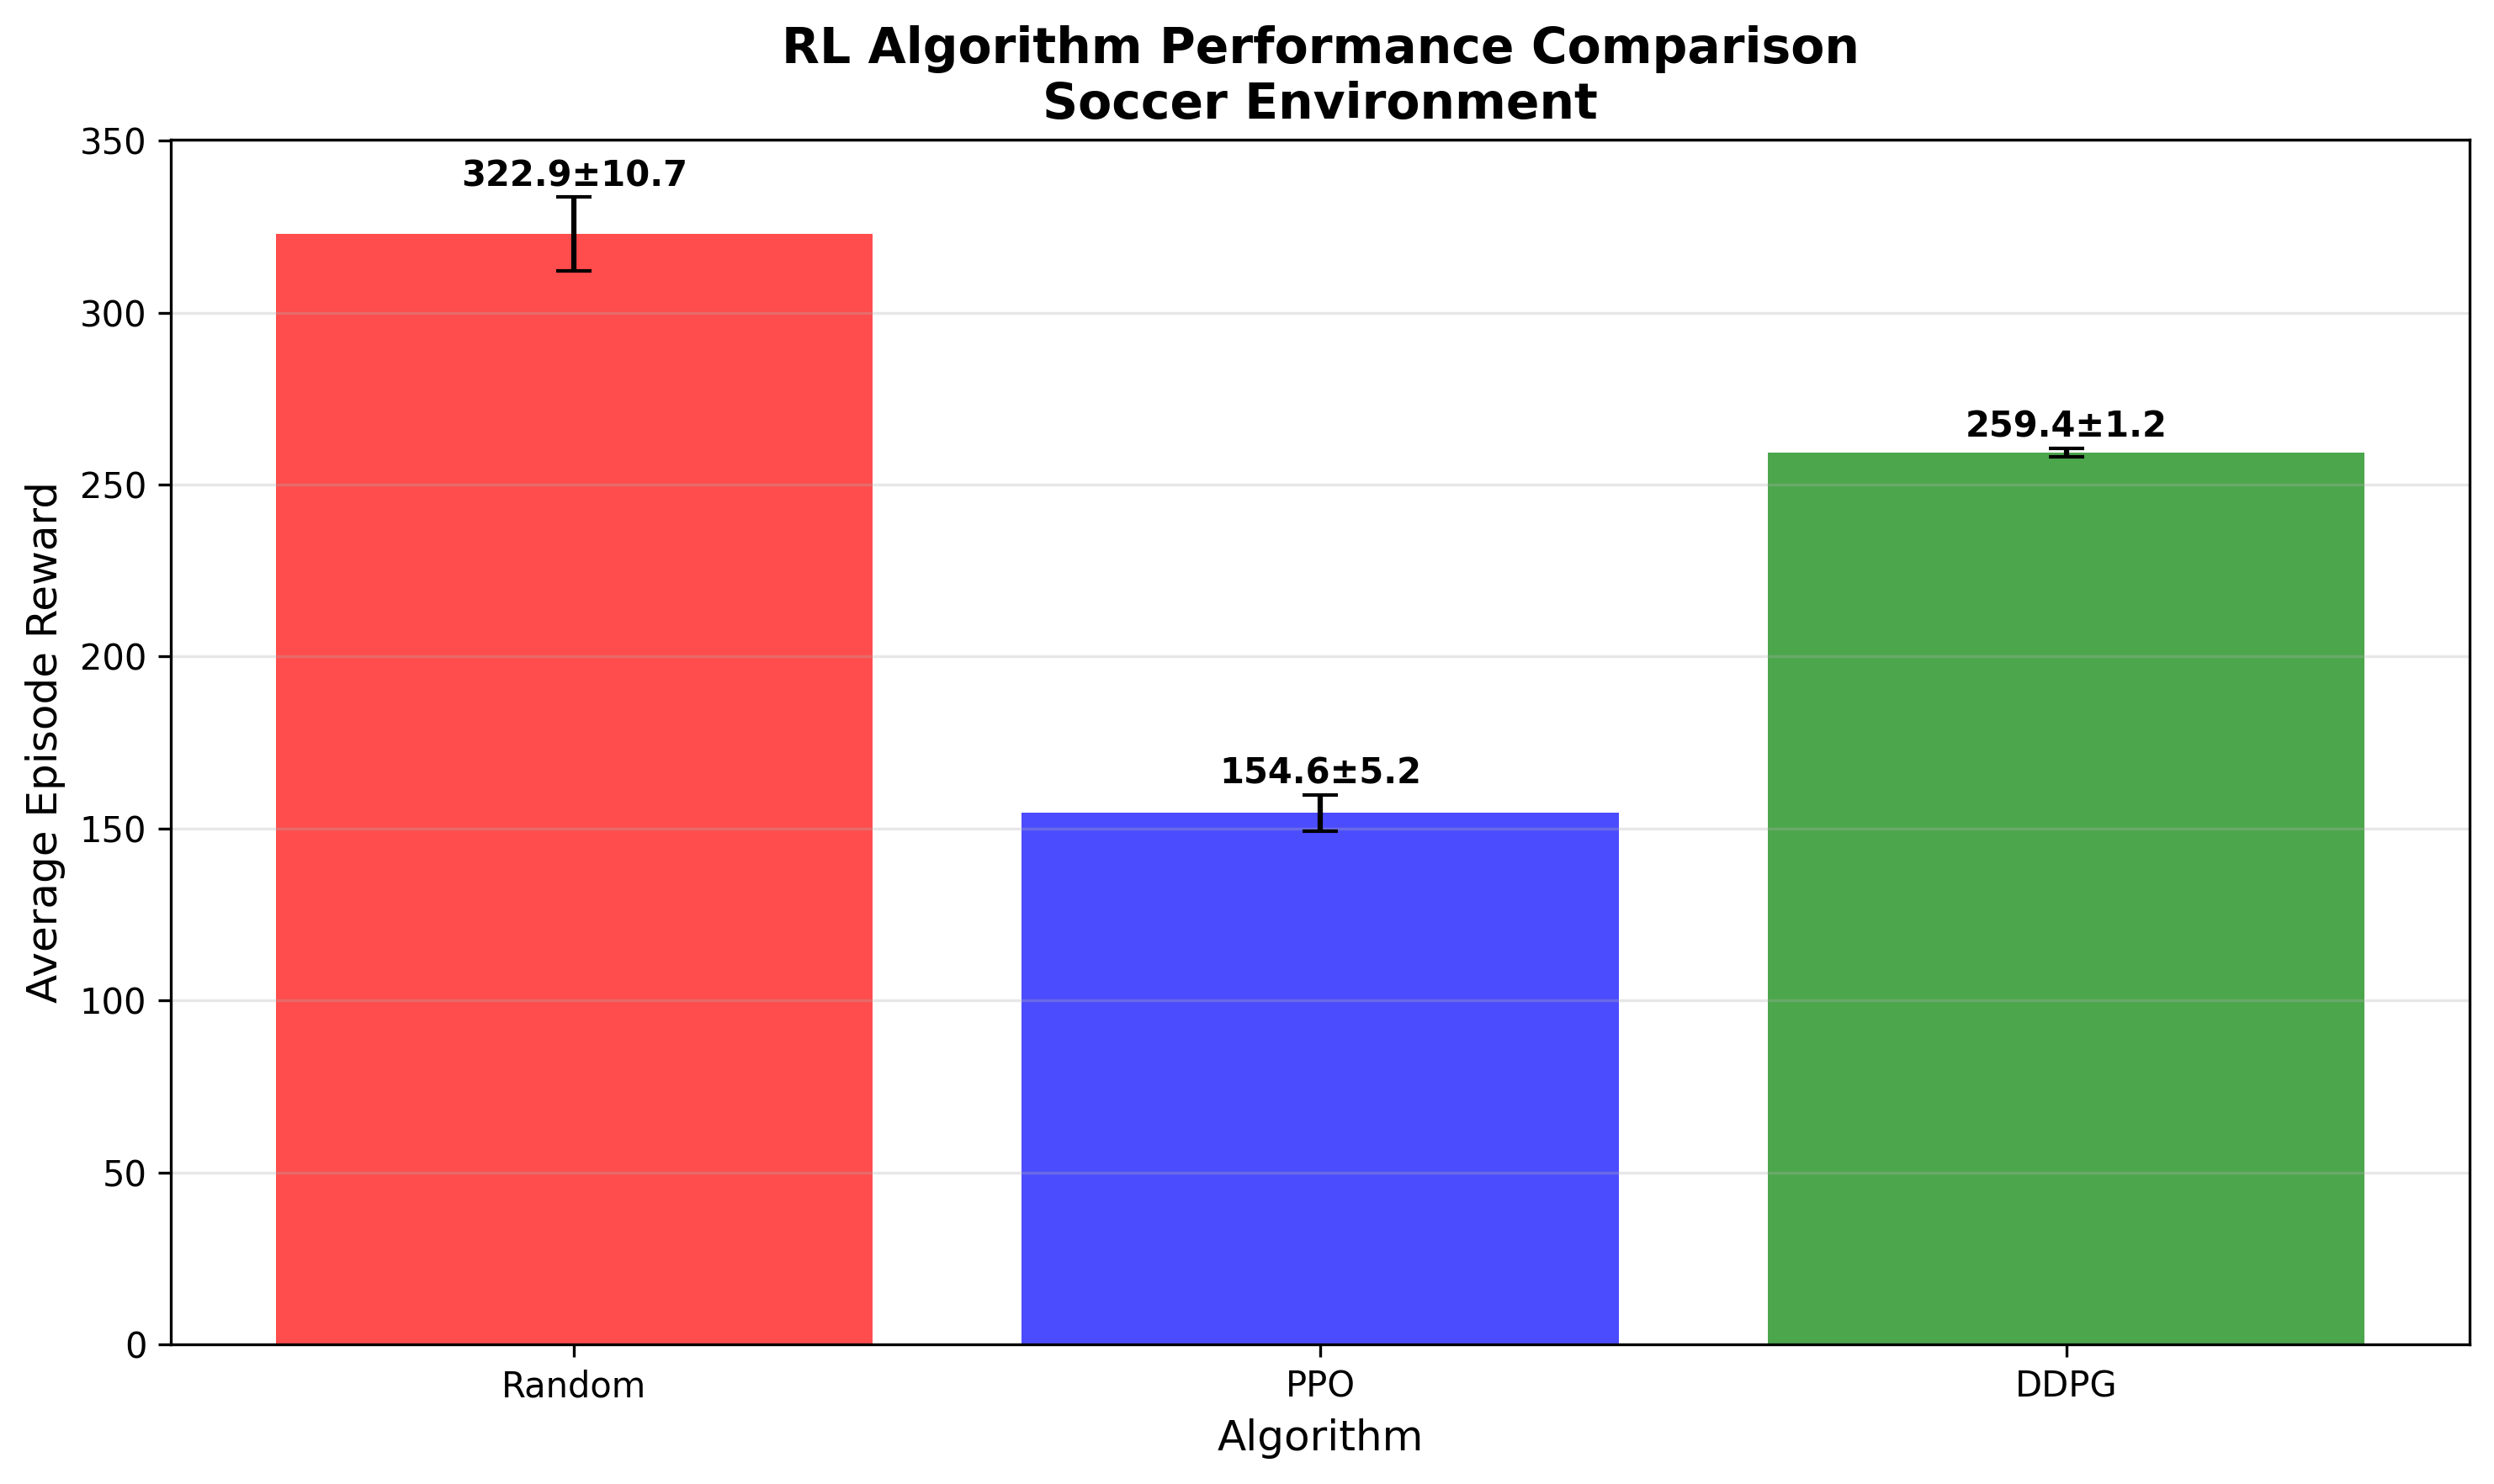 RL Algorithm Performance Comparison
Soccer Environment
Average Episode Reward
350
300
250
200
150
100
50
0
322.9±10.7
154.6±5.2
259.4±1.2
Random
PPO
DDPG
Algorithm